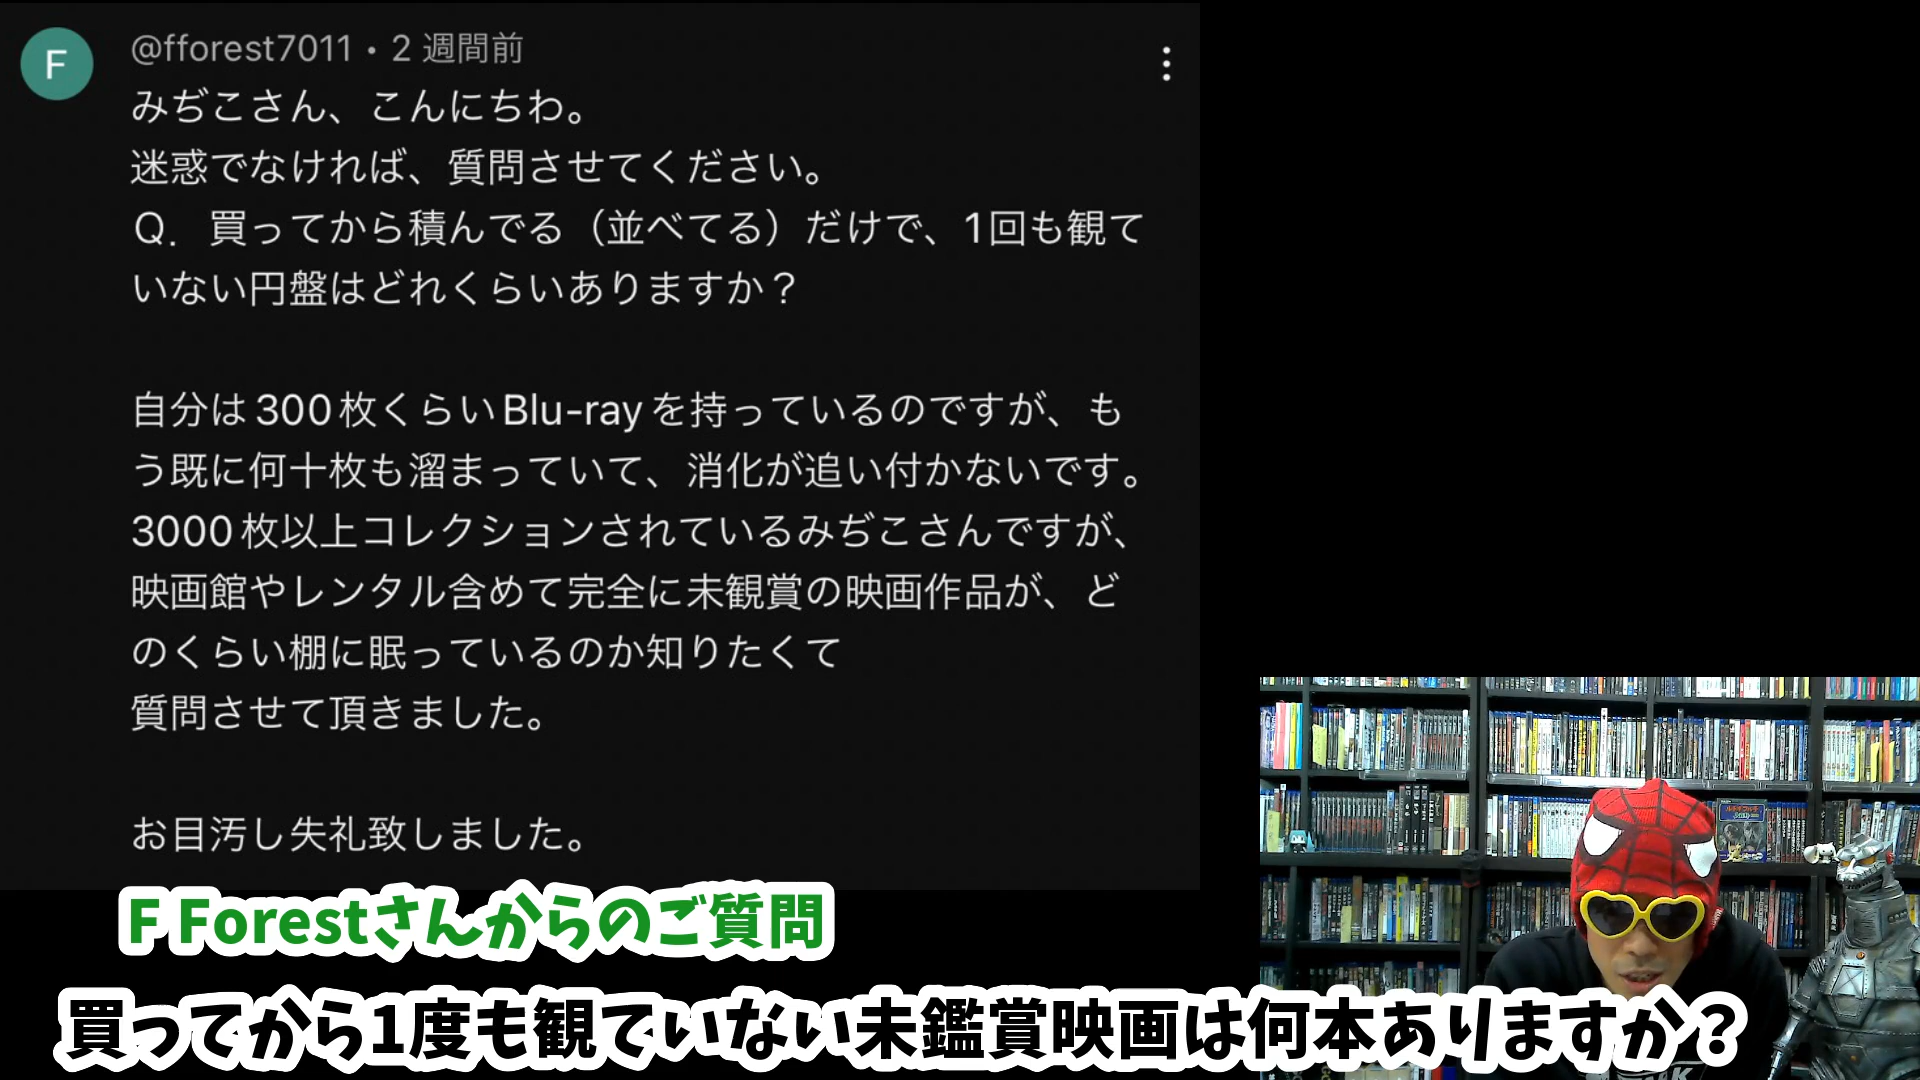 F
@fforest7011・2 週間前
みぢこさん、こんにちわ。
迷惑でなければ、質問させてください。
Q．買ってから積んでる（並べてる）だけで、1回も観て
いない円盤はどれくらいありますか？
自分は300枚くらいBlu-rayを持っているのですが、も
う既に何十枚も溜まっていて、消化が追い付かないです。
3000枚以上コレクションされているみぢこさんですが、
映画館やレンタル含めて完全に未観賞の映画作品が、ど
のくらい棚に眠っているのか知りたくて
質問させて頂きました。
お目汚し失礼致しました。
F Forestさんからのご質問
買ってから1度も観ていない未鑑賞映画は何本ありますか？